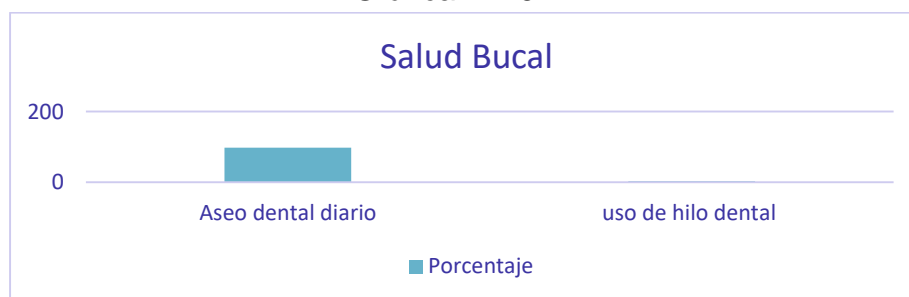 Salud Bucal
200
0
Aseo dental diario
uso de hilo dental
Porcentaje